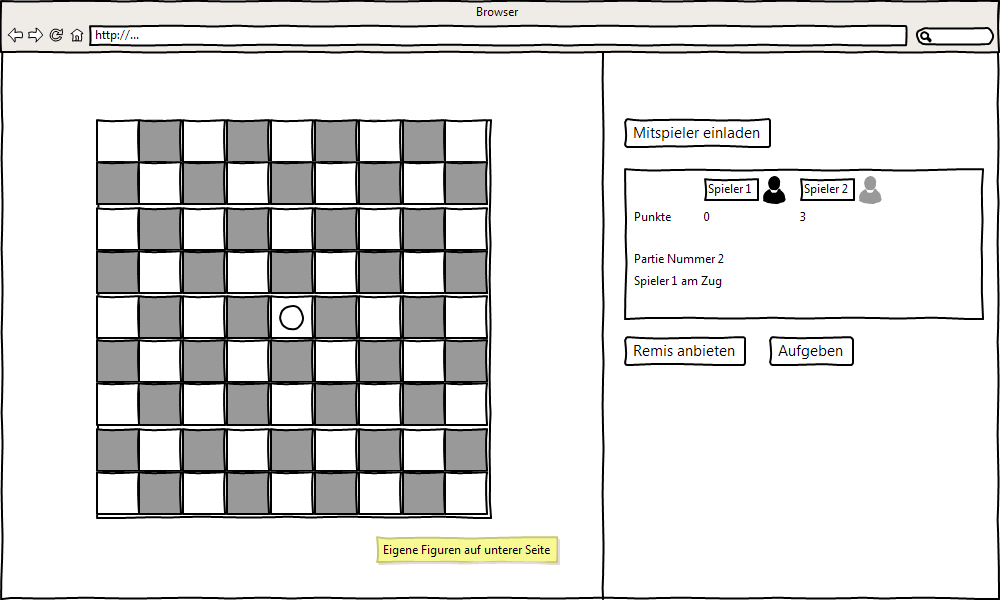 Browser
http://...
Mitspieler einladen
Spieler 1 Spieler 2
Punkte 0 3
Partie Nummer 2
Spieler 1 am Zug
Remis anbieten Aufgeben
Eigene Figuren auf unterer Seite